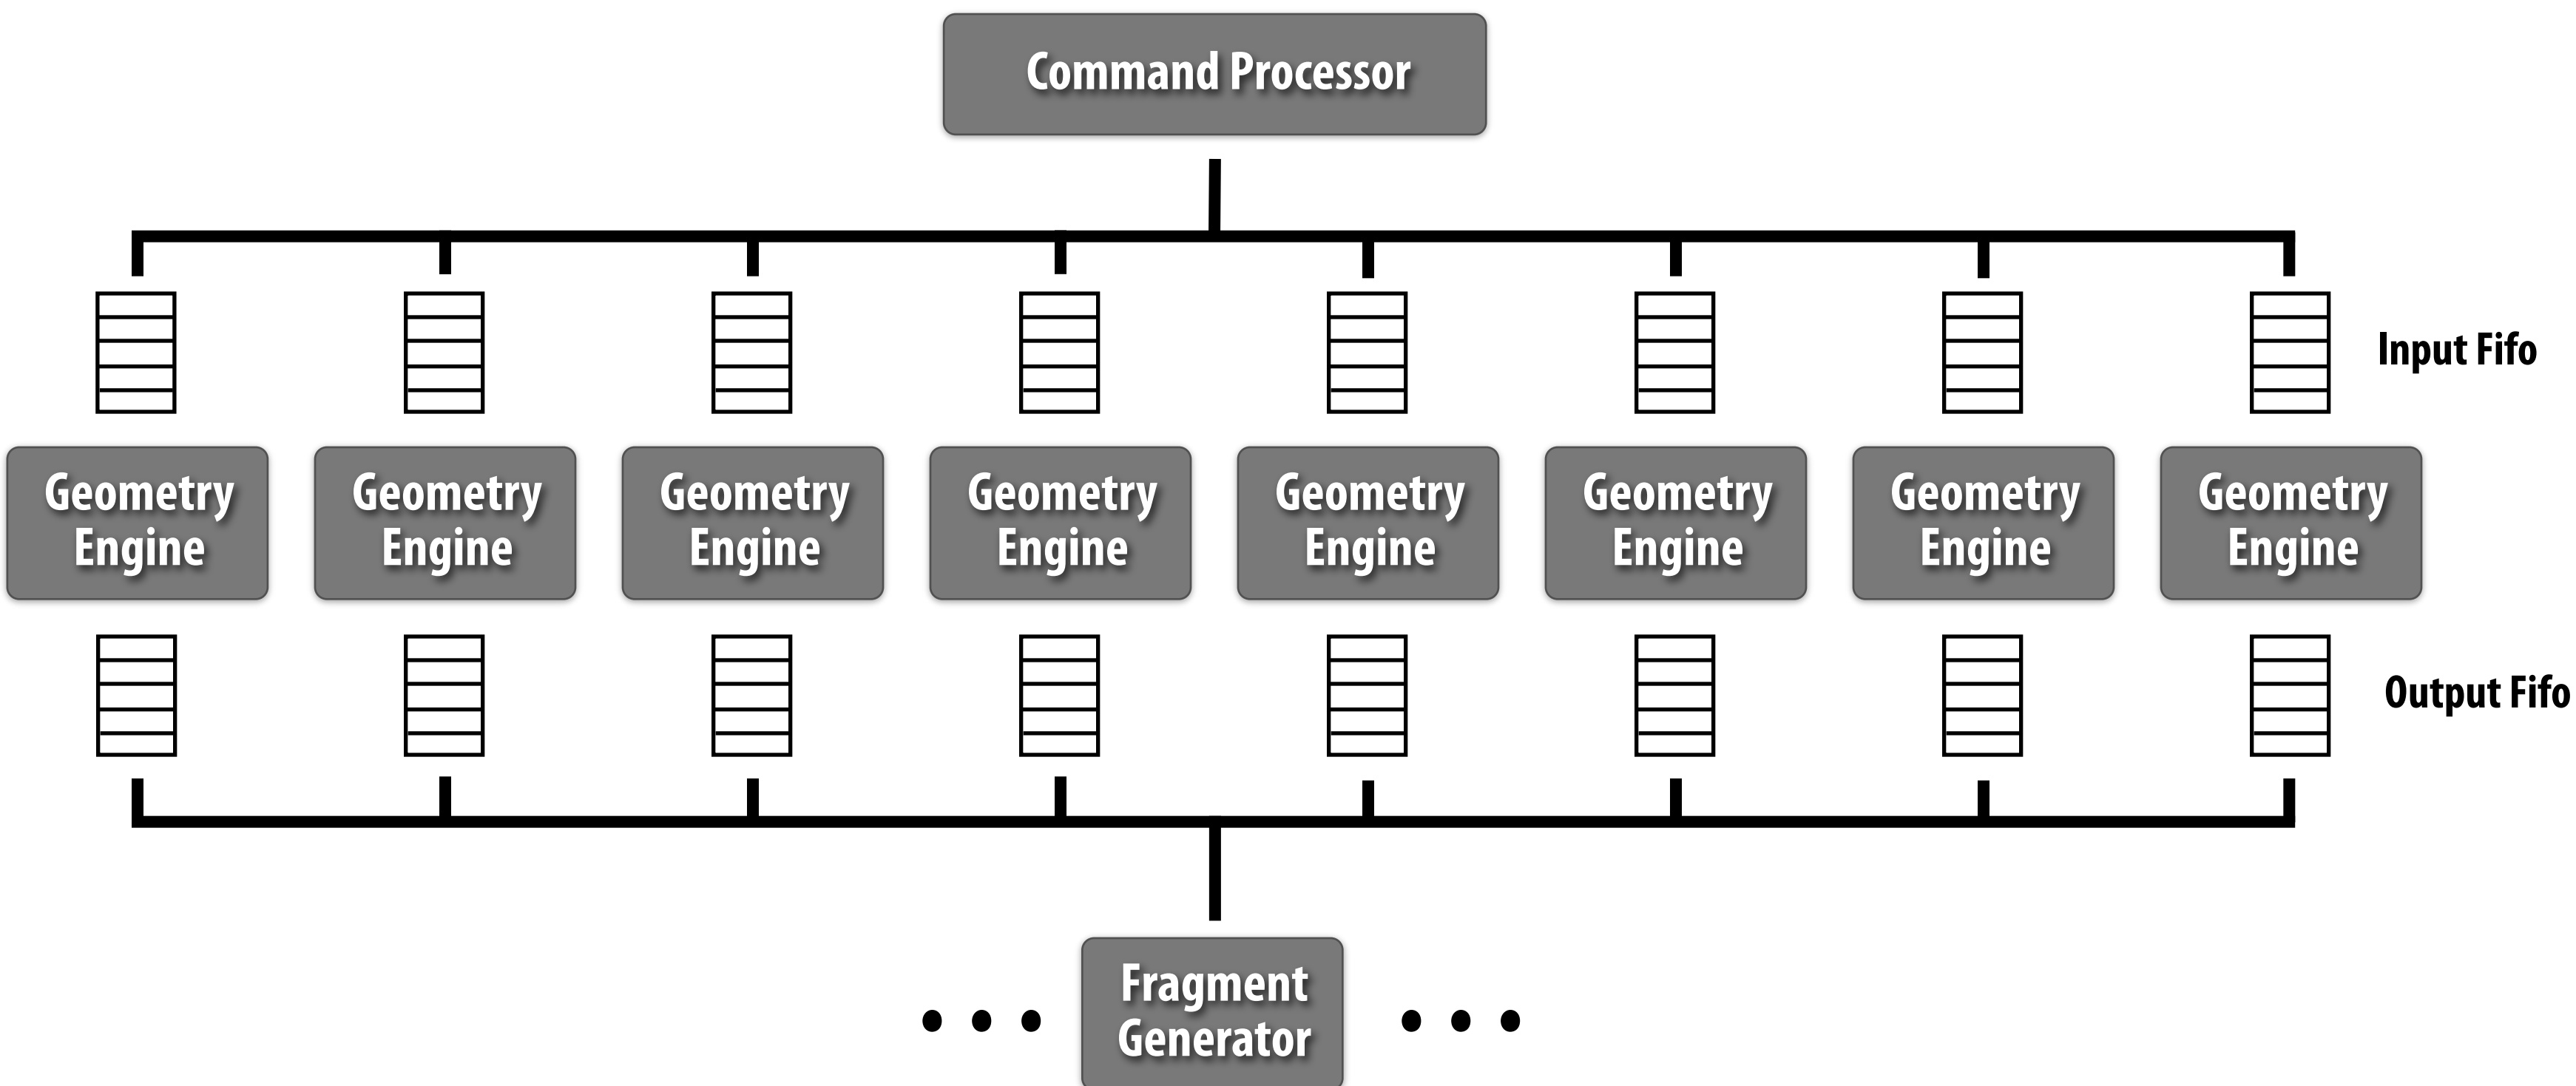 Command Processor
Input Fifo
Geometry Geometry Geometry Geometry Geometry Geometry Geometry Geometry
Engine Engine Engine Engine Engine Engine Engine Engine
Output Fifo
Fragment
Generator